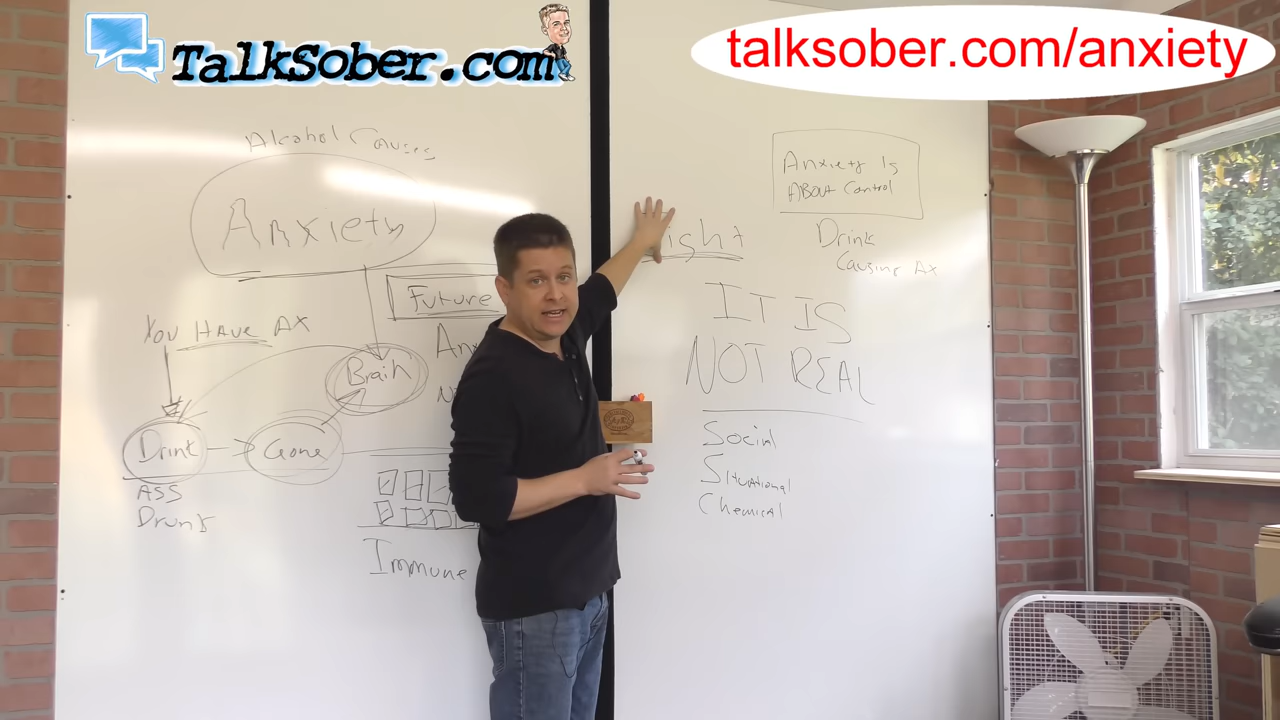 TalkSober.com
talksober.com/anxiety
Alcohol Causes
Anxiety
Future
YOU HAVE AX
Brain
Drink
Gone
ASS
Drunk
Immune
Anxiety Is
ABOUT Control
Drink
Causing AX
IT IS
NOT REAL
Social
Situational
Chemical